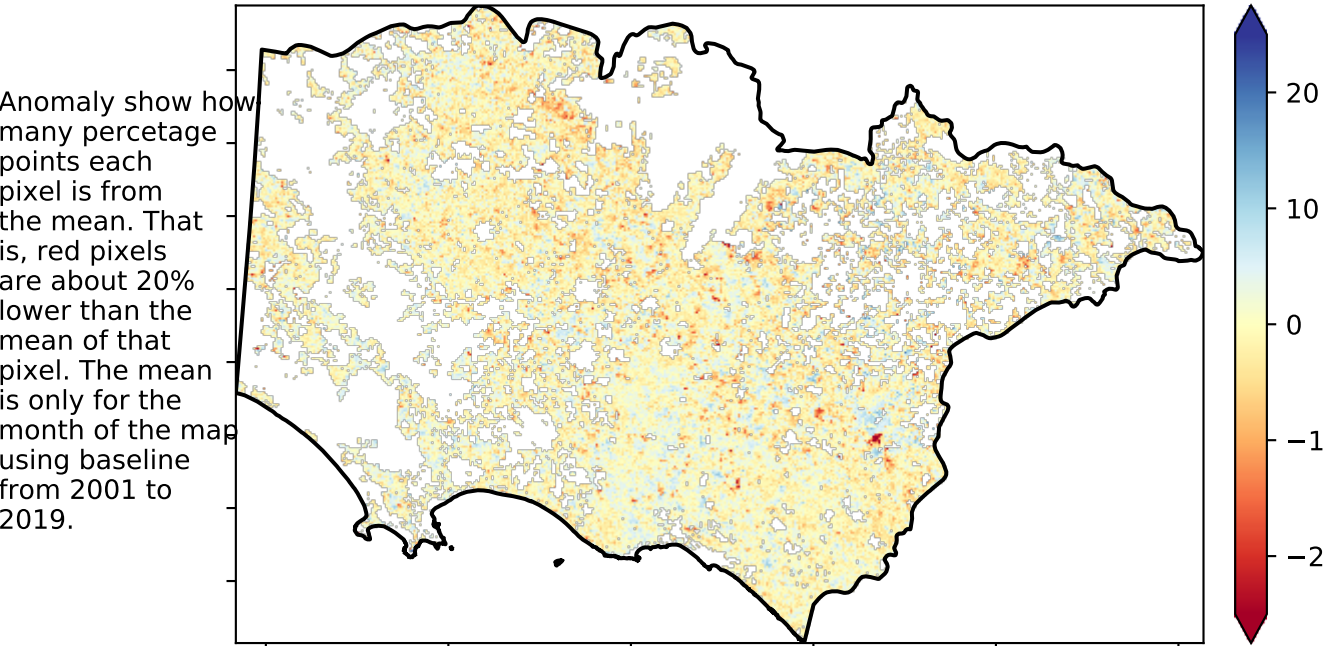 Anomaly show how
many percetage
points each
pixel is from
the mean. That
is, red pixels
are about 20%
lower than the
mean of that
pixel. The mean
is only for the
month of the map
using baseline
from 2001 to
2019.
20
10
0
−1
−2